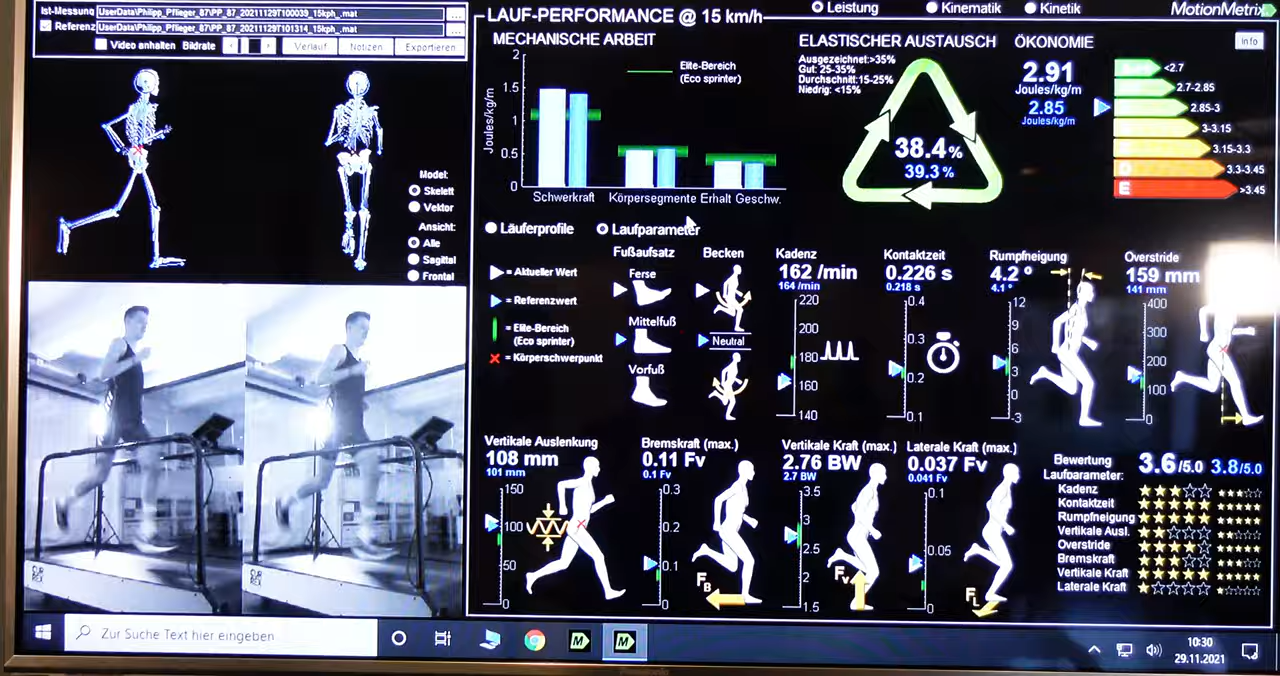 Ist-Messung UserData\Philipp_Pflieger_87\PP_87_20211129T100039_15kph_.mat ...
Referenz UserData\Philipp_Pflieger_87\PP_87_20211129T101314_15kph_.mat ...
Video anhalten Bildrate Verlauf Notizen Exportieren
Model:
Skelett
Vektor
Ansicht:
Alle
Sagittal
Frontal
CUR
REX
CUR
REX
Leistung Kinematik Kinetik MotionMetrix
LAUF-PERFORMANCE @ 15 km/h
MECHANISCHE ARBEIT
Joules/kg/m
2
1.5
1
0.5
0
Elite-Bereich
(Eco sprinter)
Schwerkraft Körpersegmente Erhalt Geschw.
ELASTISCHER AUSTAUSCH
Ausgezeichnet:>35%
Gut: 25-35%
Durchschnitt:15-25%
Niedrig: <15%
38.4%
39.3 %
ÖKONOMIE
Info
2.91
Joules/kg/m
2.85
Joules/kg/m
<2.7
2.7-2.85
2.85-3
3-3.15
3.15-3.3
3.3-3.45
E >3.45
Läuferprofile Laufparameter
= Aktueller Wert
= Referenzwert
= Elite-Bereich
(Eco sprinter)
= Körperschwerpunkt
Fußaufsatz
Ferse
Mittelfuß
Vorfuß
Becken
Neutral
Kadenz
162 /min
164 /min
220
200
180
160
140
Kontaktzeit
0.226 s
0.218 s
0.4
0.3
0.2
0.1
Rumpfneigung
4.2 °
4.1 °
12
9
6
3
0
-3
Overstride
159 mm
141 mm
400
300
200
100
0
Vertikale Auslenkung
108 mm
101 mm
150
100
50
0
Bremskraft (max.)
0.11 Fv
0.1 Fv
0.3
0.2
0.1
0
FB
Vertikale Kraft (max.)
2.76 BW
2.7 BW
3.5
3
2.5
2
1.5
Fv
Laterale Kraft (max.)
0.037 Fv
0.041 Fv
0.1
0.05
0
FL
Bewertung 3.6/5.0 3.8/5.0
Laufparameter:
Kadenz
Kontaktzeit
Rumpfneigung
Vertikale Ausl.
Overstride
Bremskraft
Vertikale Kraft
Laterale Kraft
Zur Suche Text hier eingeben
M
M
10:30
29.11.2021